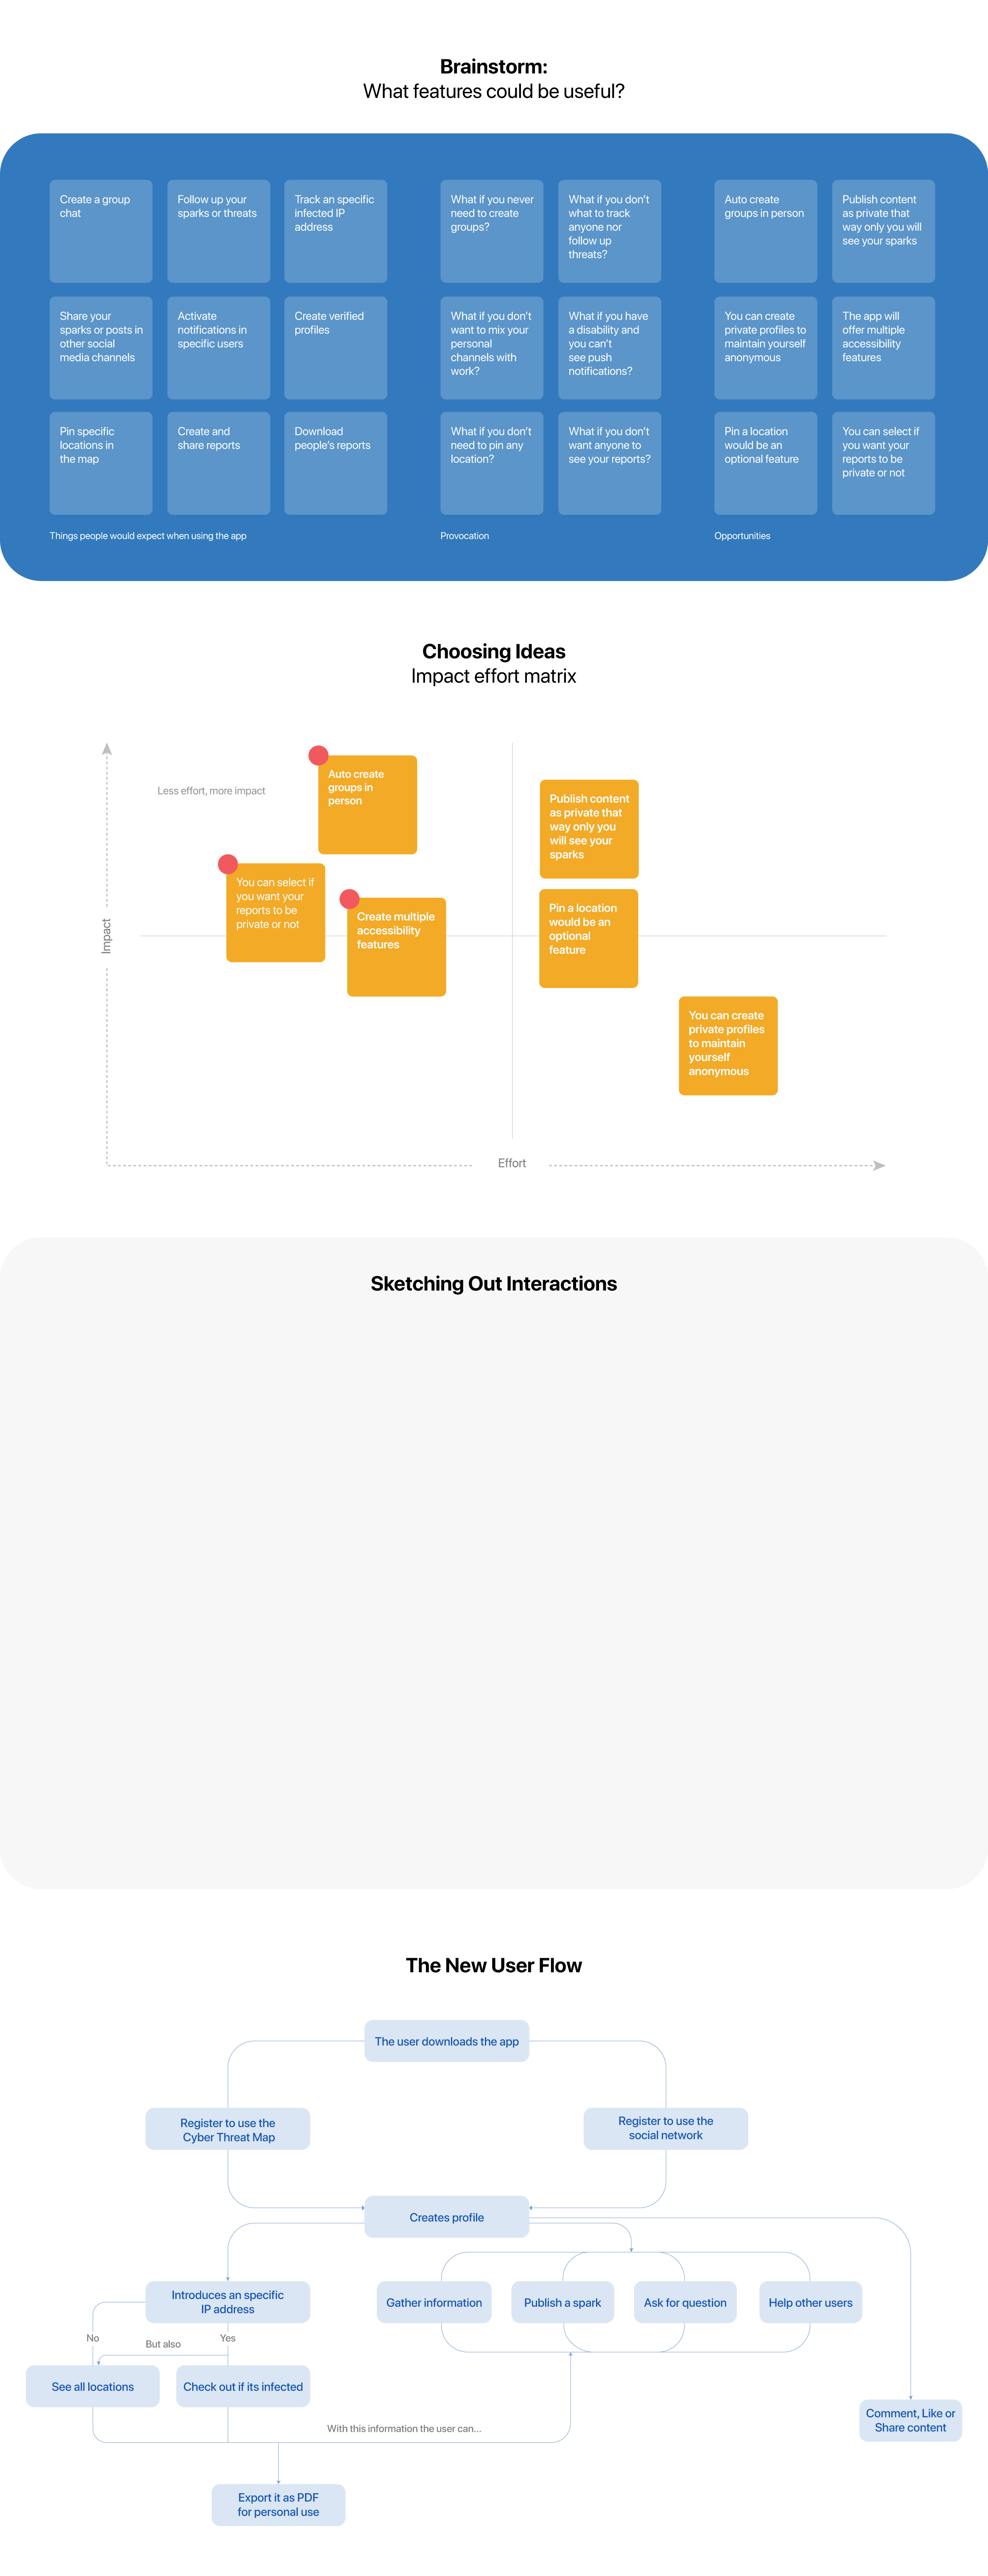 Brainstorm:
What features could be useful?
Create a group
chat
Follow up your
sparks or threats
Track an specific
infected IP
address
What if you never
need to create
groups?
What if you don't
what to track
anyone nor
follow up
threats?
Auto create
groups in person
Publish content
as private that
way only you will
see your sparks
Share your
sparks or posts in
other social
media channels
Activate
notifications in
specific users
Create verified
profiles
What if you don't
want to mix your
personal
channels with
work?
What if you have
a disability and
you can't
see push
notifications?
You can create
private profiles to
maintain yourself
anonymous
The app will
offer multiple
accessibility
features
Pin specific
locations in
the map
Create and
share reports
Download
people's reports
What if you don't
need to pin any
location?
What if you don't
want anyone to
see your reports?
Pin a location
would be an
optional feature
You can select if
you want your
reports to be
private or not
Things people would expect when using the app
Provocation
Opportunities
Choosing Ideas
Impact effort matrix
Less effort, more impact
Auto create
groups in
person
Publish content
as private that
way only you
will see your
sparks
You can select if
you want your
reports to be
private or not
Create multiple
accessibility
features
Pin a location
would be an
optional
feature
Impact
You can create
private profiles
to maintain
yourself
anonymous
Effort
Sketching Out Interactions
The New User Flow
The user downloads the app
Register to use the
Cyber Threat Map
Register to use the
social network
Creates profile
Introduces an specific
IP address
Gather information
Publish a spark
Ask for question
Help other users
No
But also
Yes
See all locations
Check out if its infected
Comment, Like or
Share content
With this information the user can...
Export it as PDF
for personal use